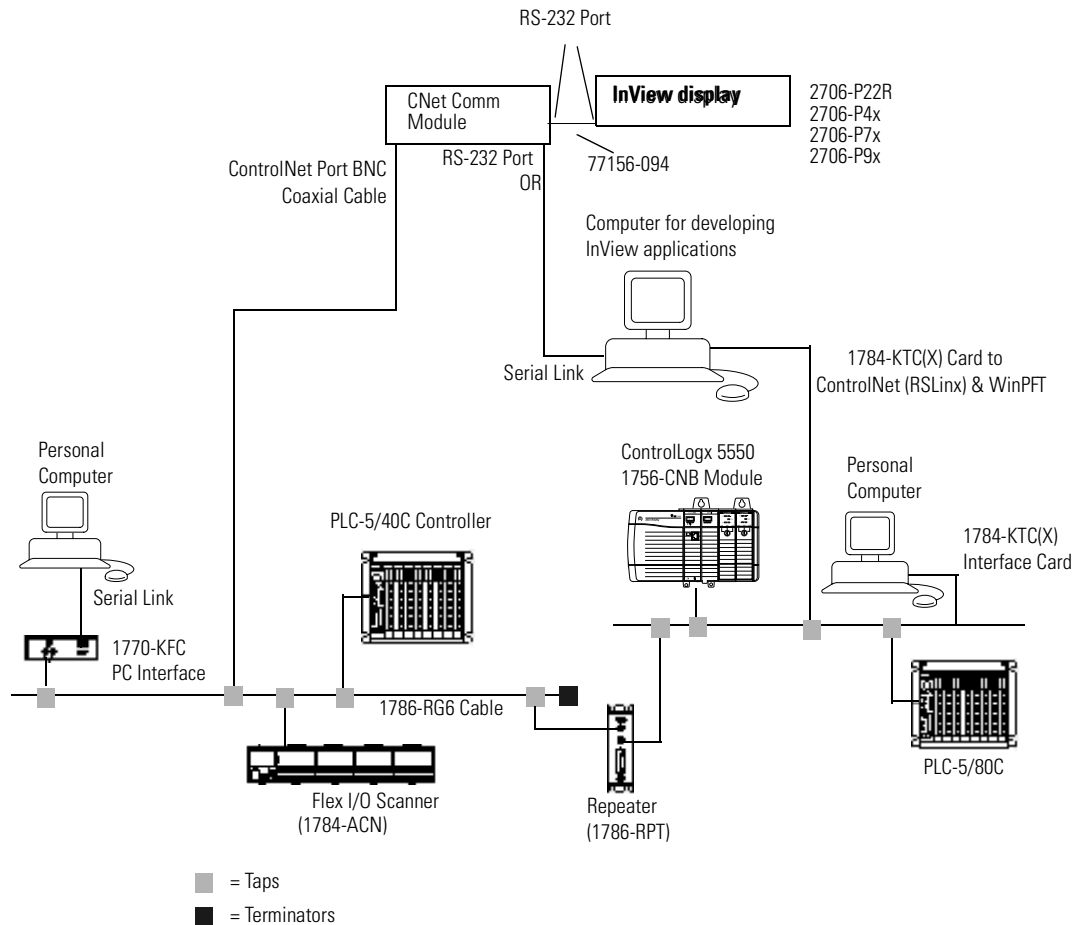 RS-232 Port
CNet Comm
Module
InView display
2706-P22R
2706-P4x
2706-P7x
2706-P9x
ControlNet Port BNC
Coaxial Cable
RS-232 Port
OR
77156-094
Computer for developing
InView applications
Serial Link
1784-KTC(X) Card to
ControlNet (RSLinx) & WinPFT
Personal
Computer
Serial Link
1770-KFC
PC Interface
PLC-5/40C Controller
ControlLogx 5550
1756-CNB Module
Personal
Computer
1784-KTC(X)
Interface Card
1786-RG6 Cable
Flex I/O Scanner
(1784-ACN)
Repeater
(1786-RPT)
PLC-5/80C
= Taps
= Terminators